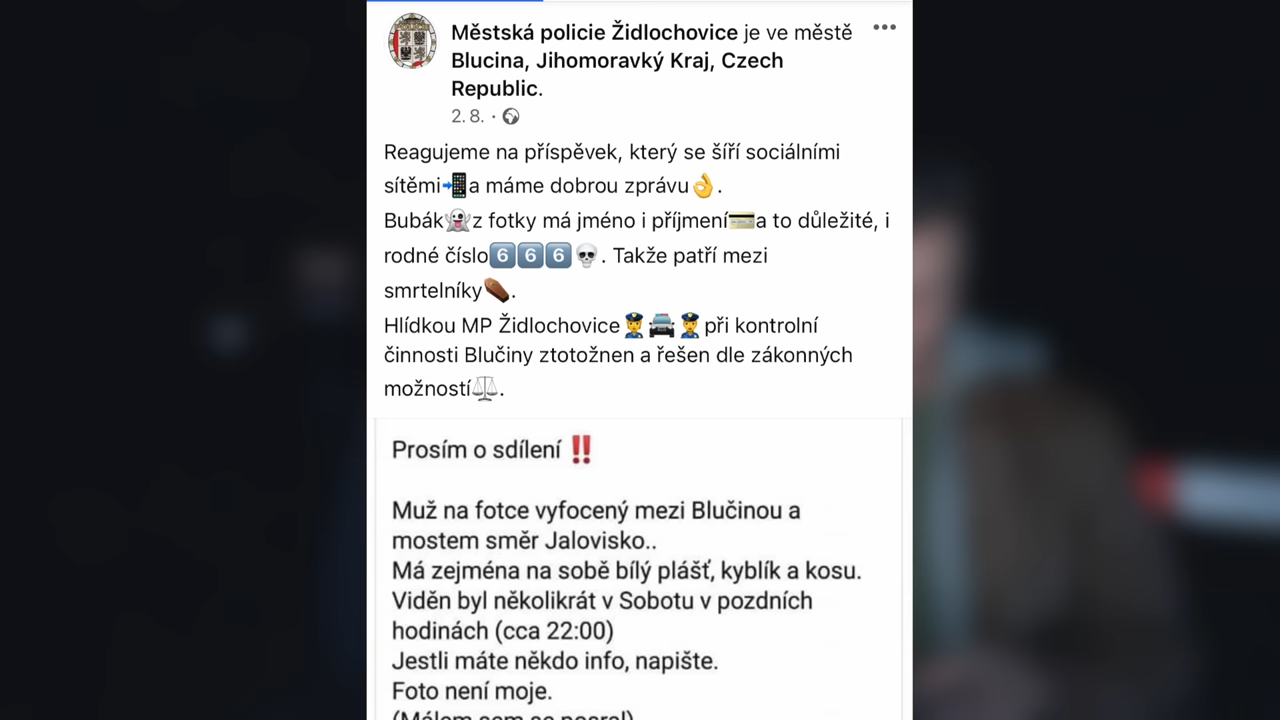 Městská policie Židlochovice je ve městě
Blucina, Jihomoravký Kraj, Czech
Republic.
2. 8. ·
Reagujeme na příspěvek, který se šíří sociálními
sítěmi📲a máme dobrou zprávu👌.
Bubák👻z fotky má jméno i příjmení💳a to důležité, i
rodné číslo6️⃣6️⃣6️⃣💀. Takže patří mezi
smrtelníky⚰️.
Hlídkou MP Židlochovice👮🚔👮při kontrolní
činnosti Blučiny ztotožnen a řešen dle zákonných
možností⚖️.
Prosím o sdílení ‼️
Muž na fotce vyfocený mezi Blučinou a
mostem směr Jalovisko..
Má zejména na sobě bílý plášť, kyblík a kosu.
Viděn byl několikrát v Sobotu v pozdních
hodinách (cca 22:00)
Jestli máte někdo info, napište.
Foto není moje.
(Málem sem se posral)